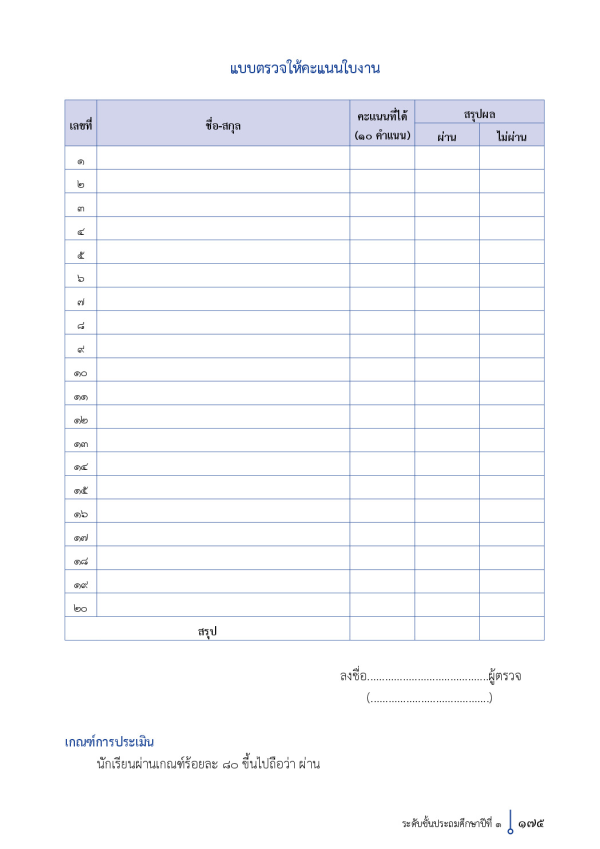 แบบตรวจให้คะแนนใบงาน
เลขที่ ชื่อ-สกุล คะแนนที่ได้ (๑๐ คำแนน) สรุปผล
ผ่าน ไม่ผ่าน
๑
๒
๓
๔
๕
๖
๗
๘
๙
๑๐
๑๑
๑๒
๑๓
๑๔
๑๕
๑๖
๑๗
๑๘
๑๙
๒๐
สรุป
ลงชื่อ.........................................ผู้ตรวจ
(........................................)
เกณฑ์การประเมิน
นักเรียนผ่านเกณฑ์ร้อยละ ๘๐ ขึ้นไปถือว่า ผ่าน
ระดับชั้นประถมศึกษาปีที่ ๑ ๑๗๕